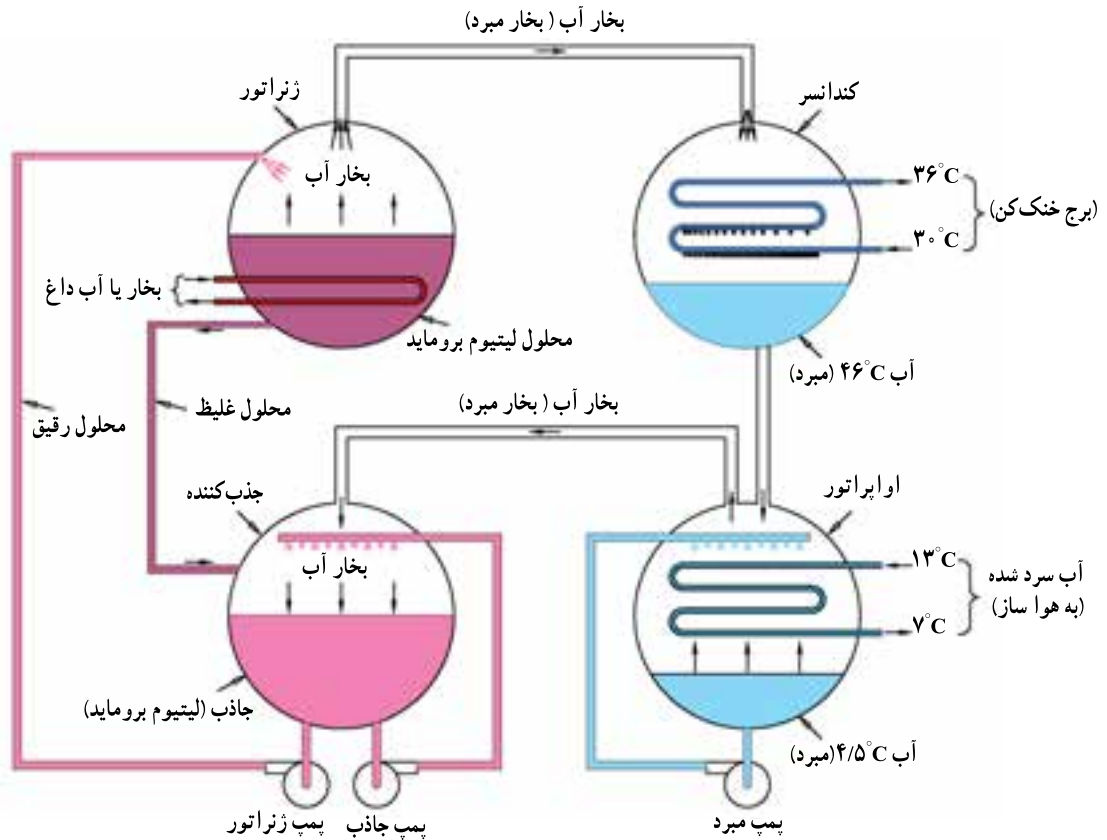 بخار آب (بخار مبرد)
ژنراتور
کندانسر
بخار آب
۳۶°C
(برج خنک‌کن)
۳۰°C
بخار یا آب داغ
محلول لیتیوم بروماید
آب ۴۶°C (مبرد)
محلول غلیظ
محلول رقیق
بخار آب (بخار مبرد)
جذب‌کننده
اواپراتور
بخار آب
۱۳°C
آب سرد شده
(به هوا ساز)
۷°C
جاذب (لیتیوم بروماید)
آب ۴/۵°C (مبرد)
پمپ ژنراتور
پمپ جاذب
پمپ مبرد